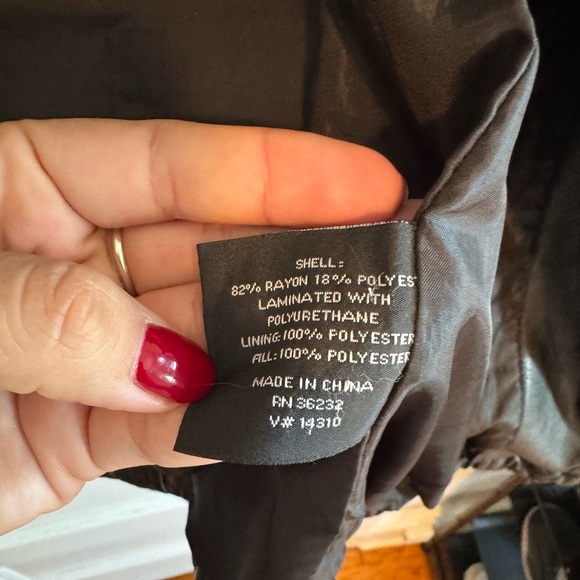 SHELL:
82% RAYON 18% POLYES
LAMINATED WITH
POLYURETHANE
LINING:100% POLYESTER
FILL:100% POLYESTER
MADE IN CHINA
RN 36232
V# 14310